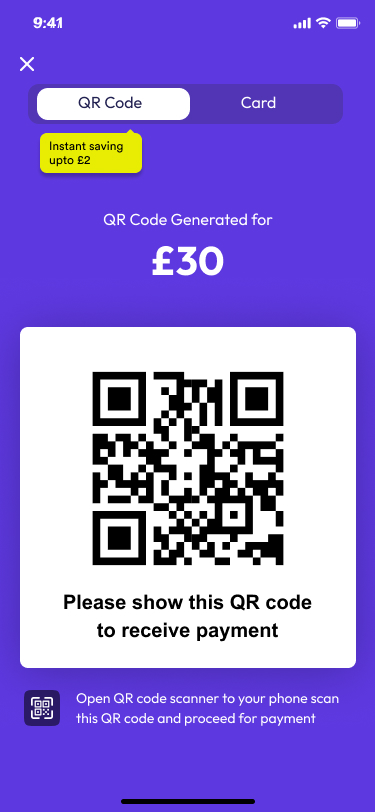 9:41
QR Code
Card
Instant saving
upto £2
QR Code Generated for
£30
Please show this QR code
to receive payment
Open QR code scanner to your phone scan
this QR code and proceed for payment